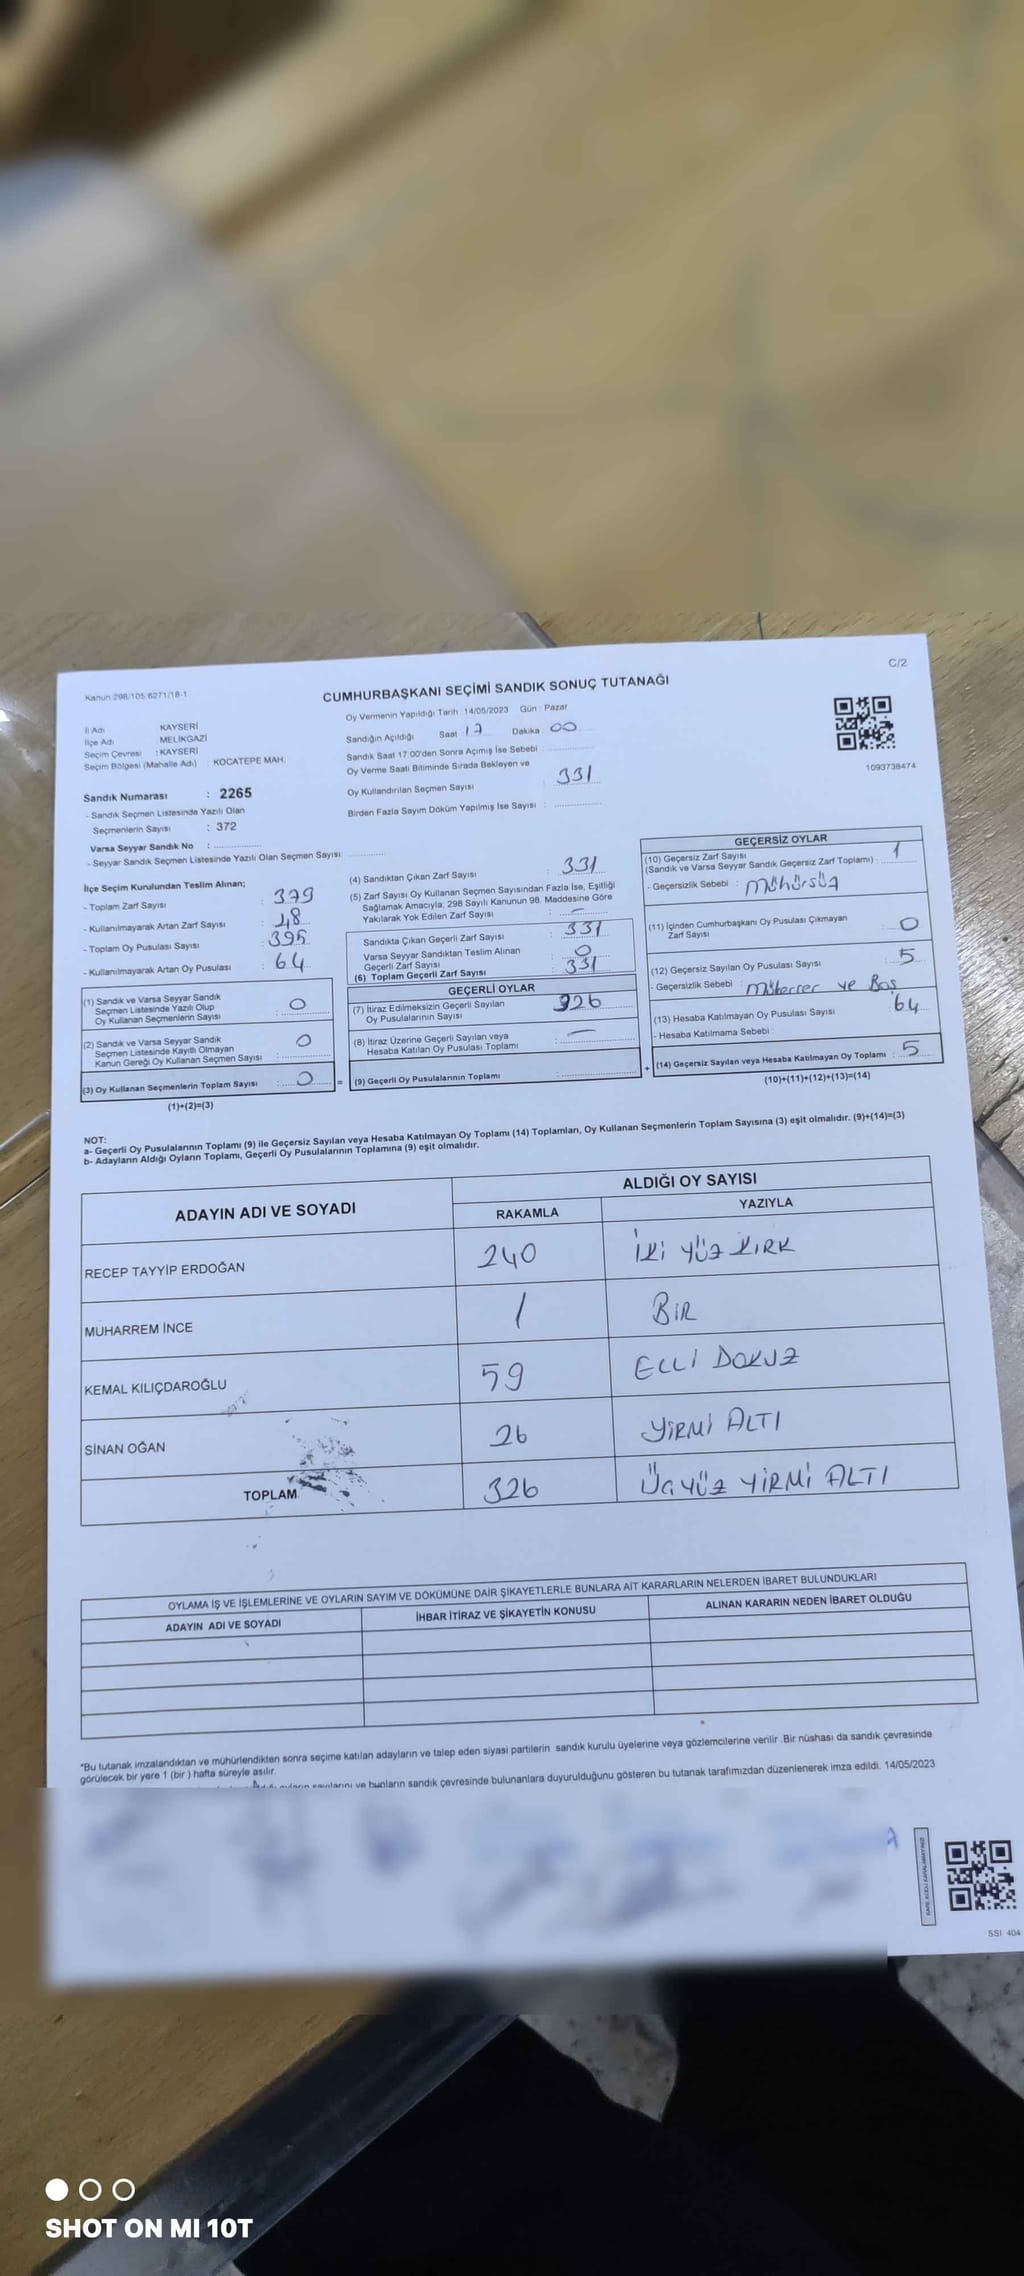 Kanun:298/105,6271/18-1
C/2
CUMHURBAŞKANI SEÇİMİ SANDIK SONUÇ TUTANAĞI
Oy Vermenin Yapıldığı Tarih 14/05/2023 Gün : Pazar
İl Adı KAYSERİ
İlçe Adı MELİKGAZİ
Seçim Çevresi : KAYSERİ
Seçim Bölgesi (Mahalle Adı) : KOCATEPE MAH.
Sandığın Açıldığı Saat 17 Dakika 00
Sandık Saat 17:00'den Sonra Açımış İse Sebebi :
Oy Verme Saati Bitiminde Sırada Bekleyen ve
Oy Kullandırılan Seçmen Sayısı : 331
Birden Fazla Sayım Döküm Yapılmış İse Sayısı :
1093738474
Sandık Numarası : 2265
- Sandık Seçmen Listesinde Yazılı Olan
Seçmenlerin Sayısı : 372
Varsa Seyyar Sandık No :
- Seyyar Sandık Seçmen Listesinde Yazılı Olan Seçmen Sayısı:
İlçe Seçim Kurulundan Teslim Alınan;
- Toplam Zarf Sayısı : 379
- Kullanılmayarak Artan Zarf Sayısı : 48
- Toplam Oy Pusulası Sayısı : 395
- Kullanılmayarak Artan Oy Pusulası : 64
(1) Sandık ve Varsa Seyyar Sandık
Seçmen Listesinde Yazılı Olup
Oy Kullanan Seçmenlerin Sayısı : 0
(2) Sandık ve Varsa Seyyar Sandık
Seçmen Listesinde Kayıtlı Olmayan
Kanun Gereği Oy Kullanan Seçmen Sayısı : 0
(3) Oy Kullanan Seçmenlerin Toplam Sayısı : 0
(1)+(2)=(3)
=
(4) Sandıktan Çıkan Zarf Sayısı : 331
(5) Zarf Sayısı Oy Kullanan Seçmen Sayısından Fazla İse, Eşitliği
Sağlamak Amacıyla; 298 Sayılı Kanunun 98. Maddesine Göre
Yakılarak Yok Edilen Zarf Sayısı : –
Sandıkta Çıkan Geçerli Zarf Sayısı : 331
Varsa Seyyar Sandıktan Teslim Alınan
Geçerli Zarf Sayısı : 0
(6) Toplam Geçerli Zarf Sayısı : 331
GEÇERLİ OYLAR
(7) İtiraz Edilmeksizin Geçerli Sayılan
Oy Pusulalarının Sayısı : 326
(8) İtiraz Üzerine Geçerli Sayılan veya
Hesaba Katılan Oy Pusulası Toplamı : –
(9) Geçerli Oy Pusulalarının Toplamı :
+
GEÇERSİZ OYLAR
(10) Geçersiz Zarf Sayısı
(Sandık ve Varsa Seyyar Sandık Geçersiz Zarf Toplamı) : 1
- Geçersizlik Sebebi : mühürsüz
(11) İçinden Cumhurbaşkanı Oy Pusulası Çıkmayan
Zarf Sayısı : 0
(12) Geçersiz Sayılan Oy Pusulası Sayısı : 5
- Geçersizlik Sebebi : ve Boş
(13) Hesaba Katılmayan Oy Pusulası Sayısı : 64
- Hesaba Katılmama Sebebi :
(14) Geçersiz Sayılan veya Hesaba Katılmayan Oy Toplamı : 5
(10)+(11)+(12)+(13)=(14)
NOT:
a- Geçerli Oy Pusulalarının Toplamı (9) ile Geçersiz Sayılan veya Hesaba Katılmayan Oy Toplamı (14) Toplamları, Oy Kullanan Seçmenlerin Toplam Sayısına (3) eşit olmalıdır. (9)+(14)=(3)
b- Adayların Aldığı Oyların Toplamı, Geçerli Oy Pusulalarının Toplamına (9) eşit olmalıdır.
ADAYIN ADI VE SOYADI
ALDIĞI OY SAYISI
RAKAMLA YAZIYLA
RECEP TAYYİP ERDOĞAN 240 İKİ YÜZ KIRK
MUHARREM İNCE 1 BİR
KEMAL KILIÇDAROĞLU 59 ELLİ DOKUZ
SİNAN OĞAN 26 YİRMİ ALTI
TOPLAM 326 ÜÇYÜZ YİRMİ ALTI
OYLAMA İŞ VE İŞLEMLERİNE VE OYLARIN SAYIM VE DÖKÜMÜNE DAİR ŞİKAYETLERLE BUNLARA AİT KARARLARIN NELERDEN İBARET BULUNDUKLARI
ADAYIN ADI VE SOYADI İHBAR İTİRAZ VE ŞİKAYETİN KONUSU ALINAN KARARIN NEDEN İBARET OLDUĞU
*Bu tutanak imzalandıktan ve mühürlendikten sonra seçime katılan adayların ve talep eden siyasi partilerin sandık kurulu üyelerine veya gözlemcilerine verilir .Bir nüshası da sandık çevresinde
görülecek bir yere 1 (bir ) hafta süreyle asılır.
ve bunların sandık çevresinde bulunanlara duyurulduğunu gösteren bu tutanak tarafımızdan düzenlenerek imza edildi. 14/05/2023
SSİ 404
SHOT ON MI 10T